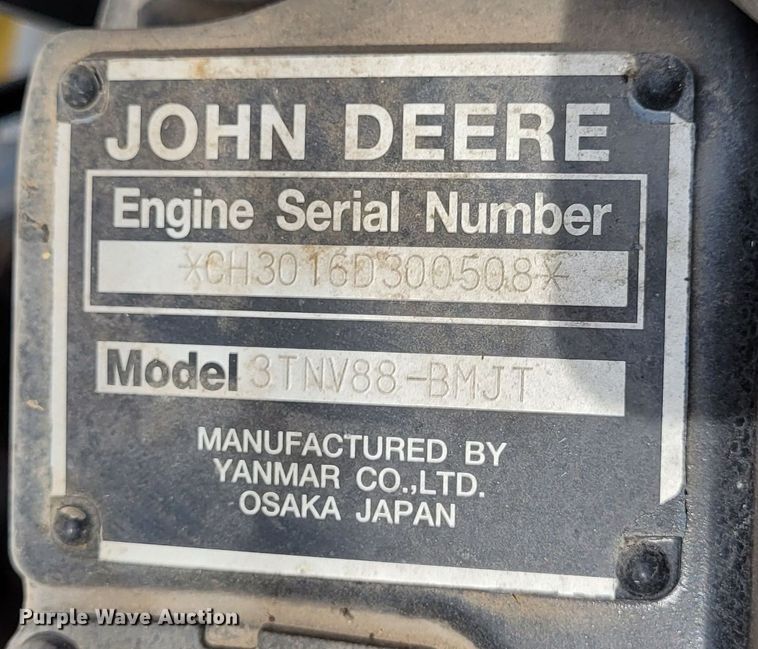 JOHN DEERE
Engine Serial Number
*CH3016D300508*
Model 3TNV88-BMJT
MANUFACTURED BY
YANMAR CO.,LTD.
OSAKA JAPAN
Purple Wave Auction